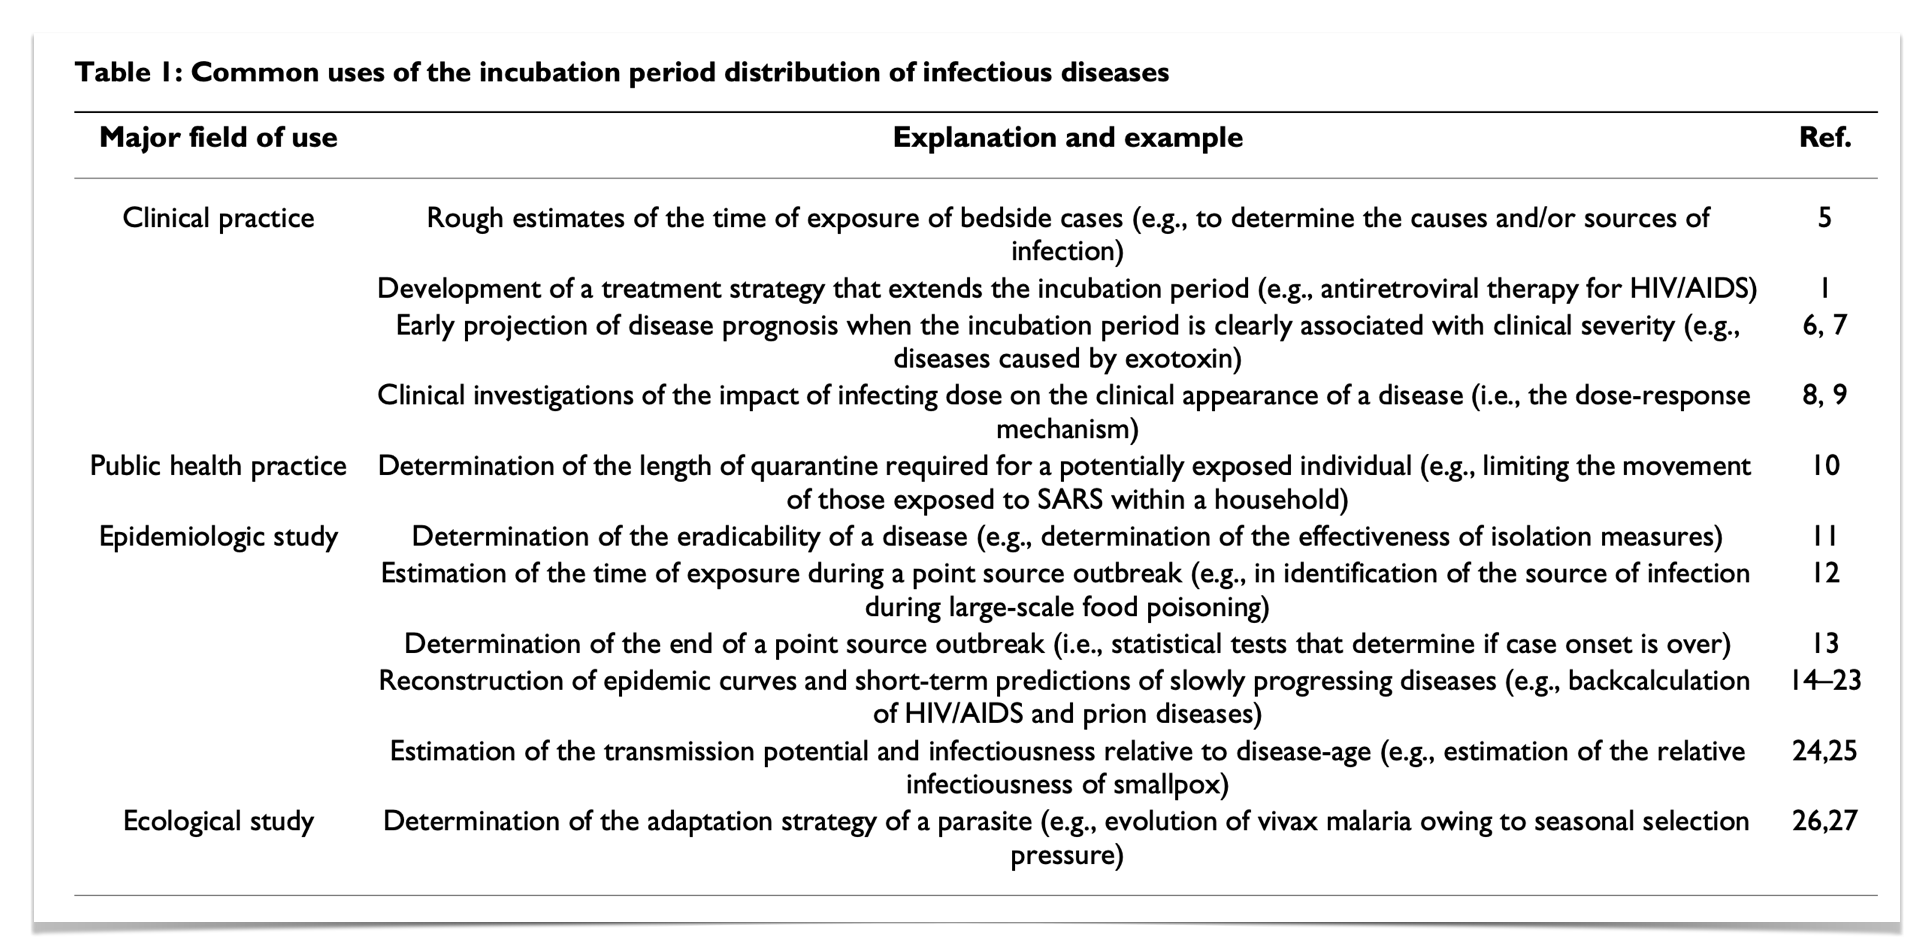 Table 1: Common uses of the incubation period distribution of infectious diseases
Major field of use Explanation and example Ref.
Clinical practice Rough estimates of the time of exposure of bedside cases (e.g., to determine the causes and/or sources of 5
infection)
Development of a treatment strategy that extends the incubation period (e.g., antiretroviral therapy for HIV/AIDS) 1
Early projection of disease prognosis when the incubation period is clearly associated with clinical severity (e.g., 6, 7
diseases caused by exotoxin)
Clinical investigations of the impact of infecting dose on the clinical appearance of a disease (i.e., the dose-response 8, 9
mechanism)
Public health practice Determination of the length of quarantine required for a potentially exposed individual (e.g., limiting the movement 10
of those exposed to SARS within a household)
Epidemiologic study Determination of the eradicability of a disease (e.g., determination of the effectiveness of isolation measures) 11
Estimation of the time of exposure during a point source outbreak (e.g., in identification of the source of infection 12
during large-scale food poisoning)
Determination of the end of a point source outbreak (i.e., statistical tests that determine if case onset is over) 13
Reconstruction of epidemic curves and short-term predictions of slowly progressing diseases (e.g., backcalculation 14–23
of HIV/AIDS and prion diseases)
Estimation of the transmission potential and infectiousness relative to disease-age (e.g., estimation of the relative 24,25
infectiousness of smallpox)
Ecological study Determination of the adaptation strategy of a parasite (e.g., evolution of vivax malaria owing to seasonal selection 26,27
pressure)